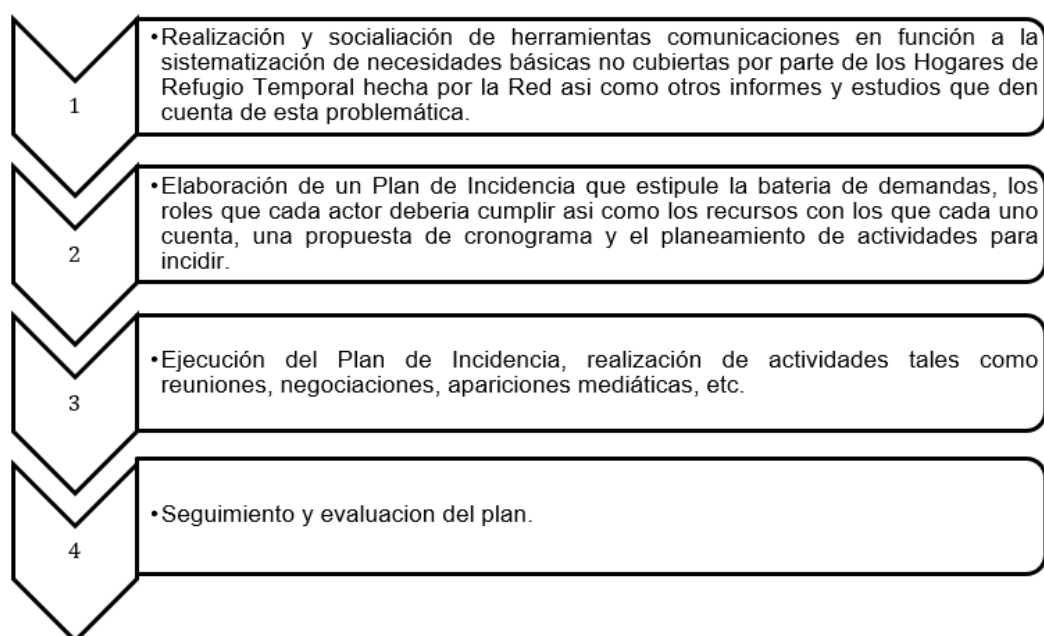 1
•Realización y socialiación de herramientas comunicaciones en función a la
sistematización de necesidades básicas no cubiertas por parte de los Hogares de
Refugio Temporal hecha por la Red asi como otros informes y estudios que den
cuenta de esta problemática.
2
•Elaboración de un Plan de Incidencia que estipule la bateria de demandas, los
roles que cada actor deberia cumplir asi como los recursos con los que cada uno
cuenta, una propuesta de cronograma y el planeamiento de actividades para
incidir.
3
•Ejecución del Plan de Incidencia, realización de actividades tales como
reuniones, negociaciones, apariciones mediáticas, etc.
4
•Seguimiento y evaluacion del plan.